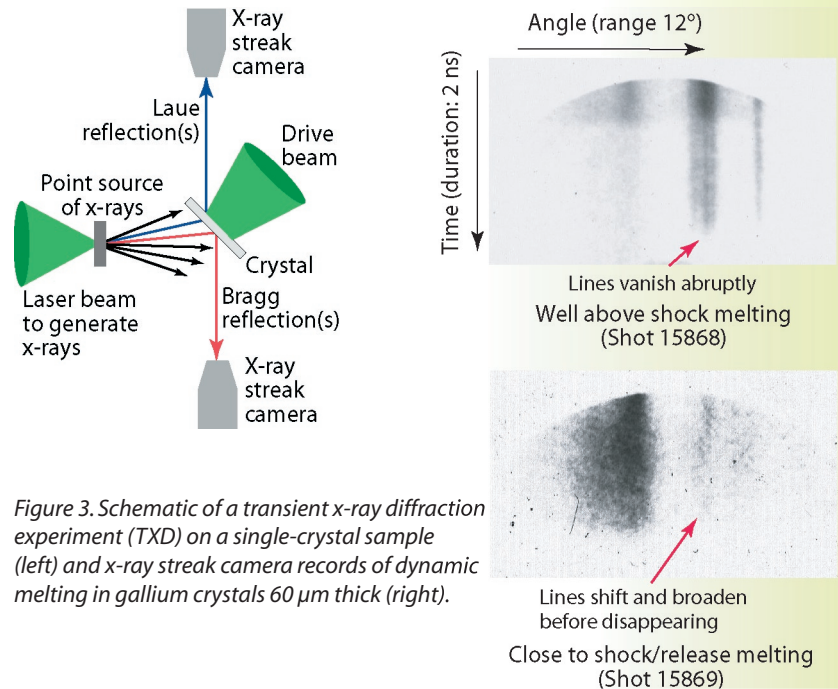 X-ray
streak
camera
Laue
reflection(s)
Drive
beam
Point source
of x-rays
Crystal
Laser beam
to generate
x-rays
Bragg
reflection(s)
X-ray
streak
camera
Figure 3. Schematic of a transient x-ray diffraction
experiment (TXD) on a single-crystal sample
(left) and x-ray streak camera records of dynamic
melting in gallium crystals 60 µm thick (right).
Angle (range 12°)
Time (duration: 2 ns)
Lines vanish abruptly
Well above shock melting
(Shot 15868)
Lines shift and broaden
before disappearing
Close to shock/release melting
(Shot 15869)